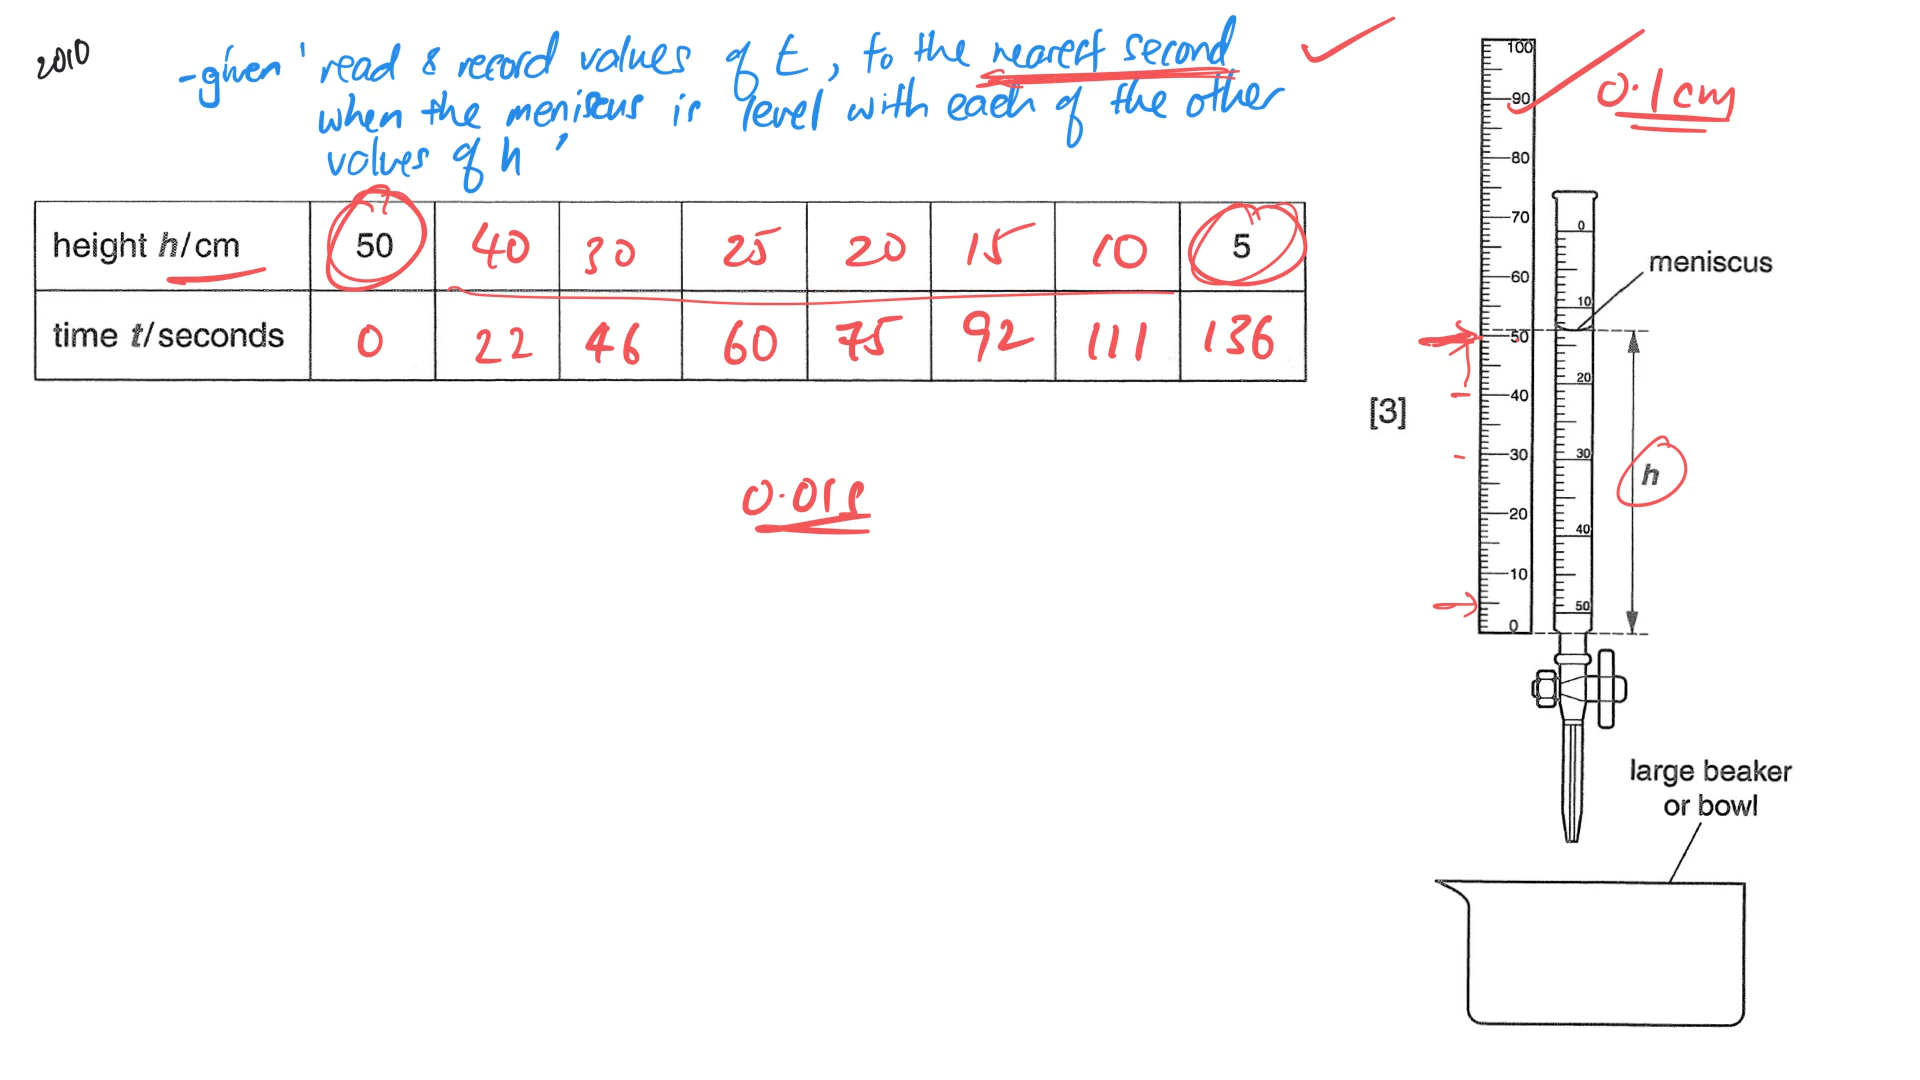 2010
-given 'read & record values of t, to the nearest second
when the meniscus is level with each of the other
values of h'
height h/cm 50 40 30 25 20 15 10 5
time t/seconds 0 22 46 60 75 92 111 136
[3]
0.01s
0.1cm
100
90
80
70
60
50
40
30
20
10
0
0
10
20
30
40
50
meniscus
h
large beaker
or bowl